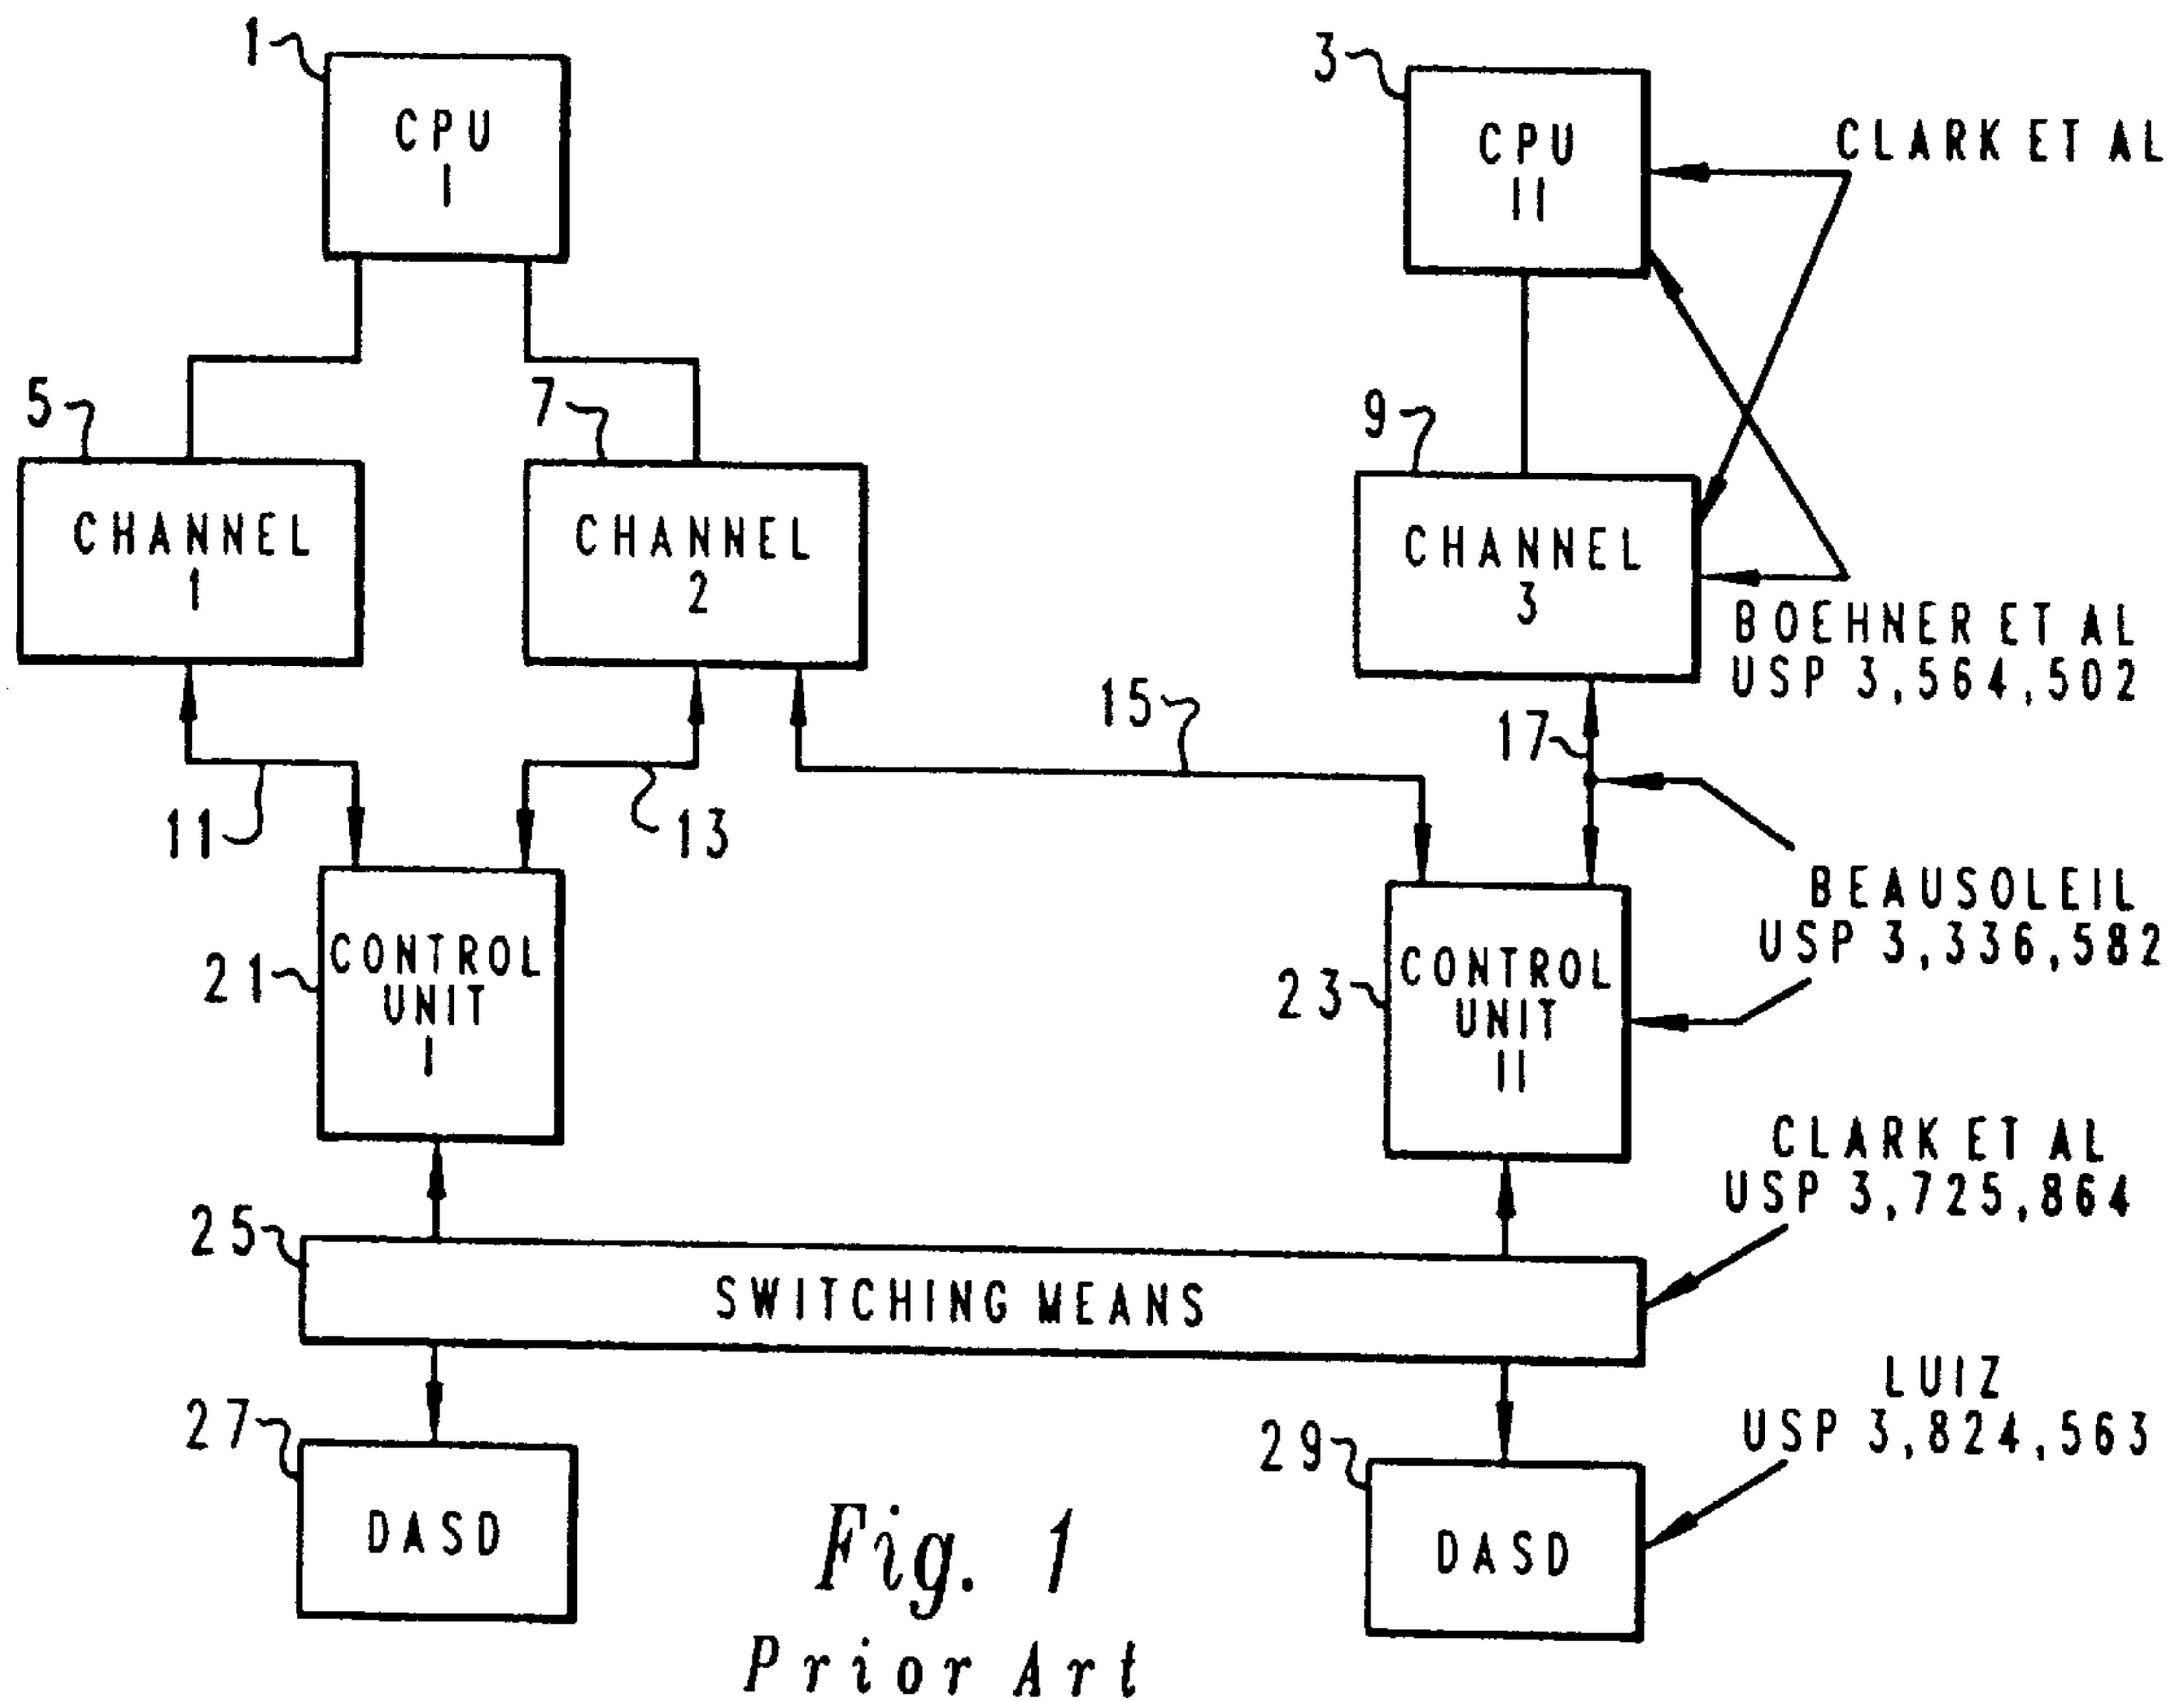 1
CPU
I
3
CPU
II
CLARK ET AL
5
CHANNEL
1
7
CHANNEL
2
9
CHANNEL
3
BOEHNER ET AL
USP 3,564,502
11
13
15
17
21
CONTROL
UNIT
I
23
CONTROL
UNIT
II
BEAUSOLEIL
USP 3,336,582
CLARK ET AL
USP 3,725,864
25
SWITCHING MEANS
27
DASD
29
DASD
LUIZ
USP 3,824,563
Fig. 1
Prior Art